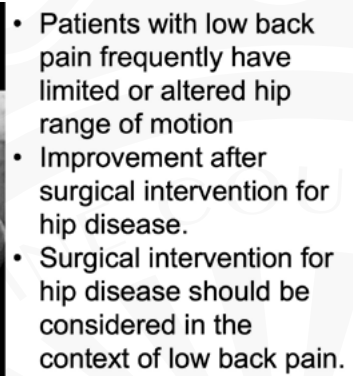 • Patients with low back
pain frequently have
limited or altered hip
range of motion
• Improvement after
surgical intervention for
hip disease.
• Surgical intervention for
hip disease should be
considered in the
context of low back pain.